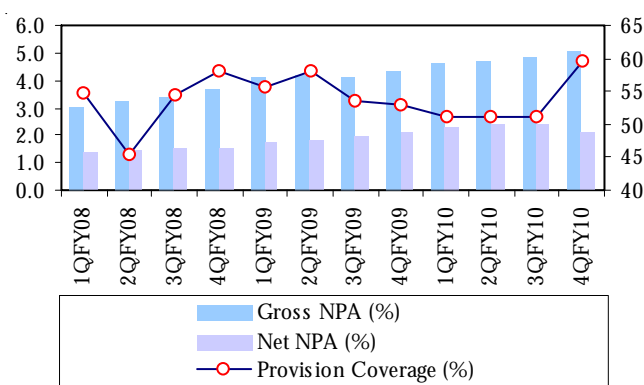 6.0
5.0
4.0
3.0
2.0
1.0
0.0
65
60
55
50
45
40
1QFY08
2QFY08
3QFY08
4QFY08
1QFY09
2QFY09
3QFY09
4QFY09
1QFY10
2QFY10
3QFY10
4QFY10
Gross NPA (%)
Net NPA (%)
Provision Coverage (%)